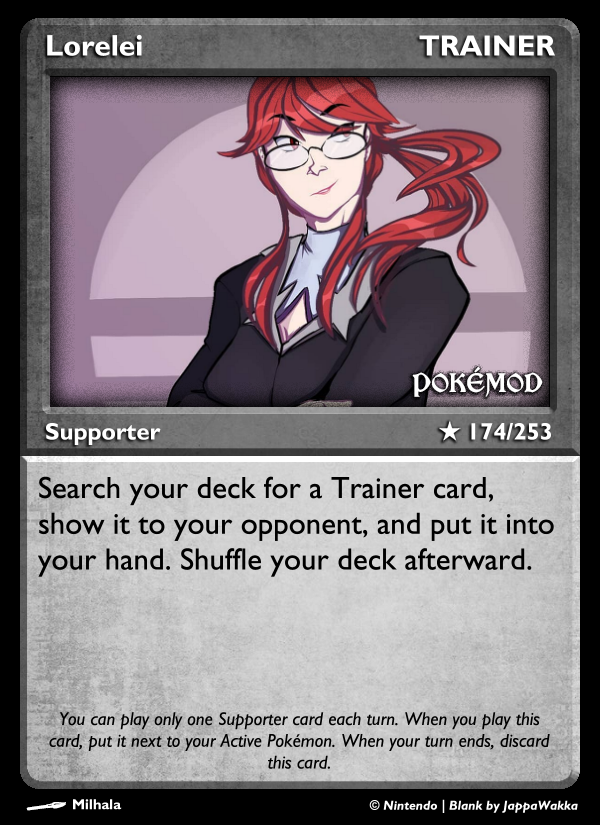 Lorelei TRAINER
POKÉMOD
Supporter ★ 174/253
Search your deck for a Trainer card,
show it to your opponent, and put it into
your hand. Shuffle your deck afterward.
You can play only one Supporter card each turn. When you play this
card, put it next to your Active Pokémon. When your turn ends, discard
this card.
Milhala © Nintendo | Blank by JappaWakka